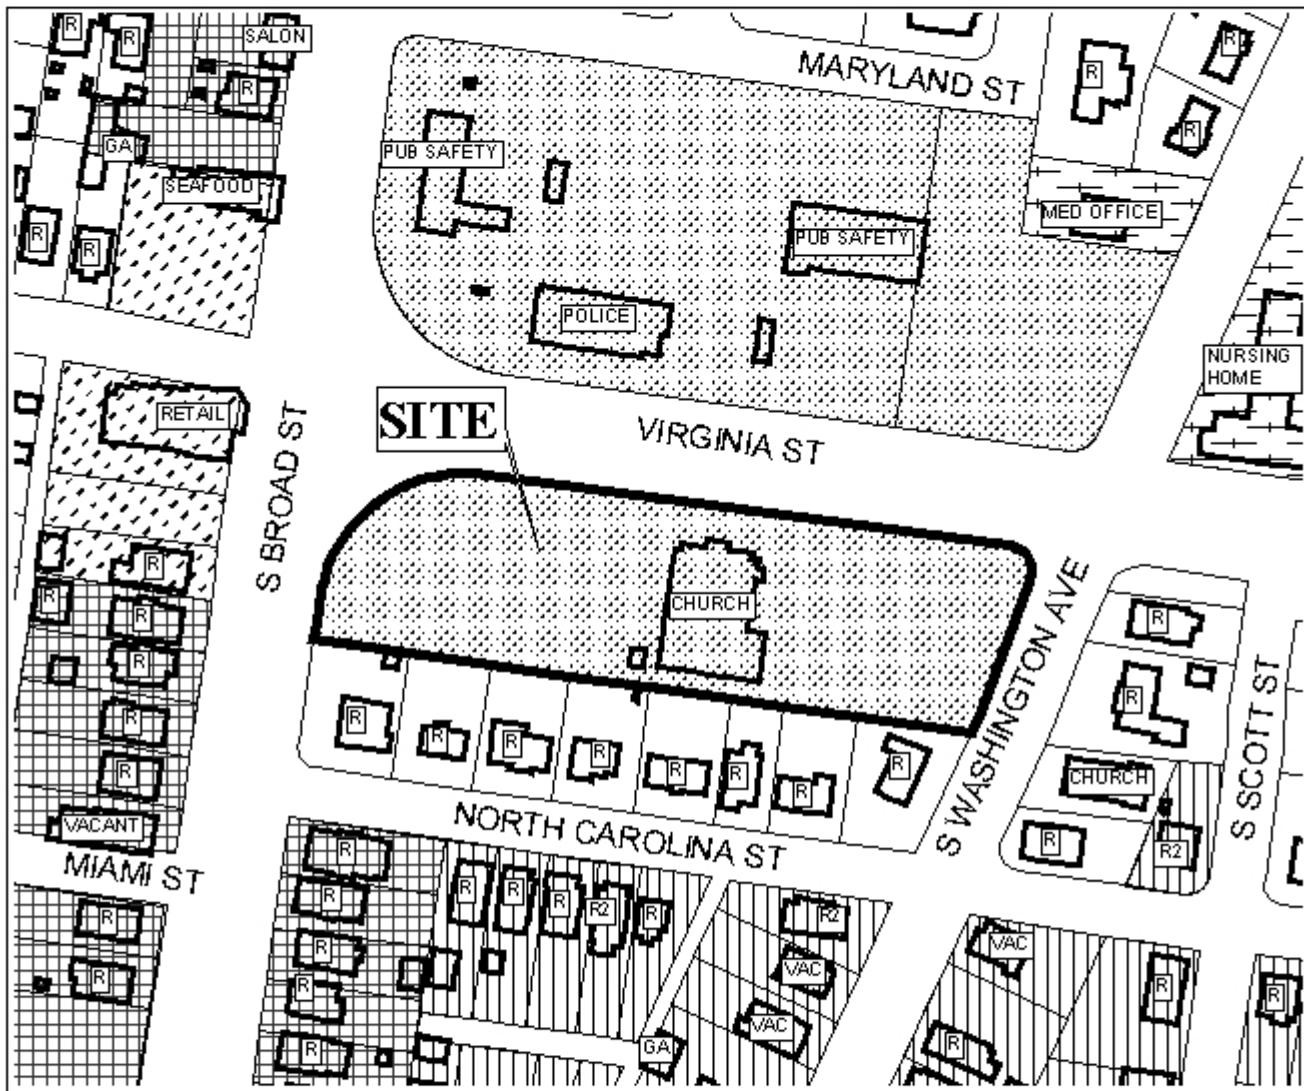 R
R
SALON
R
MARYLAND ST
R
R
R
GA
PUB SAFETY
SEAFOOD
MED OFFICE
R
R
PUB SAFETY
POLICE
NURSING
HOME
RETAIL
SITE
VIRGINIA ST
S BROAD ST
R
R
R
R
R
R
VACANT
MIAMI ST
CHURCH
S WASHINGTON AVE
R
R
CHURCH
R
R2
S SCOTT ST
R
R
R
R
R
R
R
R
NORTH CAROLINA ST
R
R
R
R
R
R
R
R
R
R
R
R2
R
R2
VAC
VAC
GA
VAC
R
R
R